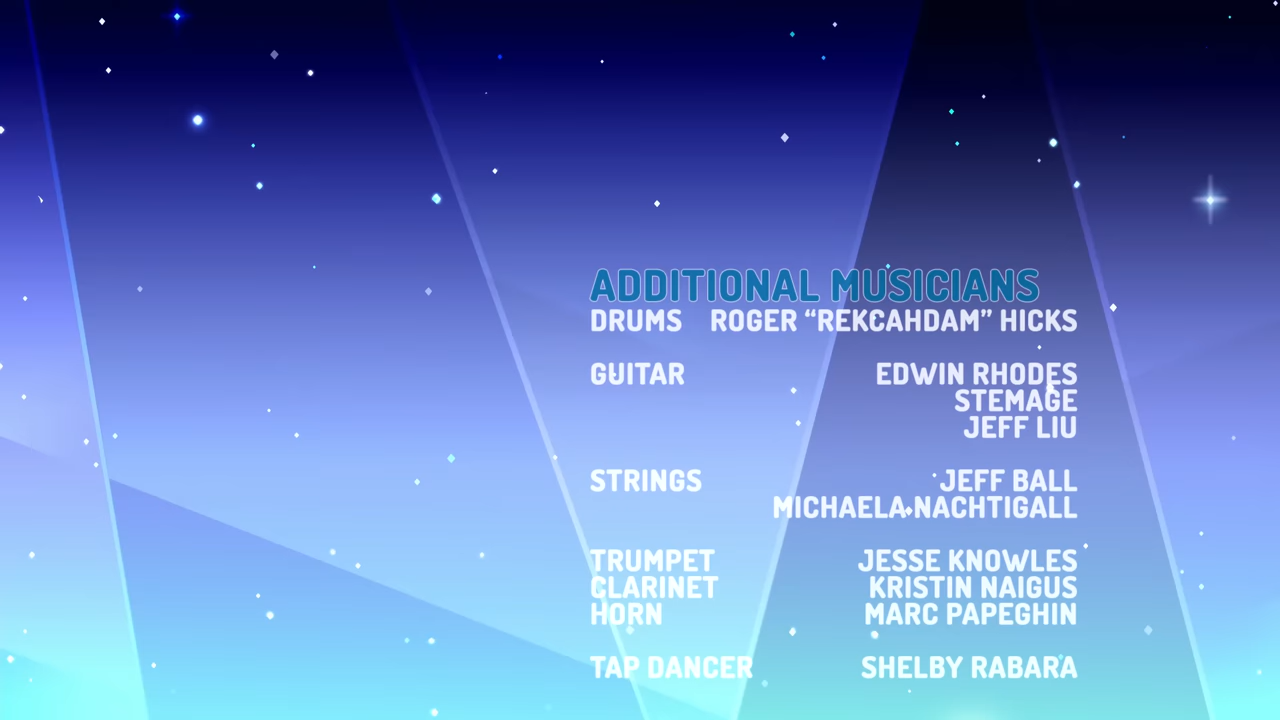 ADDITIONAL MUSICIANS
DRUMS ROGER “REKCAHDAM” HICKS
GUITAR EDWIN RHODES
STEMAGE
JEFF LIU
STRINGS JEFF BALL
MICHAELA NACHTIGALL
TRUMPET JESSE KNOWLES
CLARINET KRISTIN NAIGUS
HORN MARC PAPEGHIN
TAP DANCER SHELBY RABARA